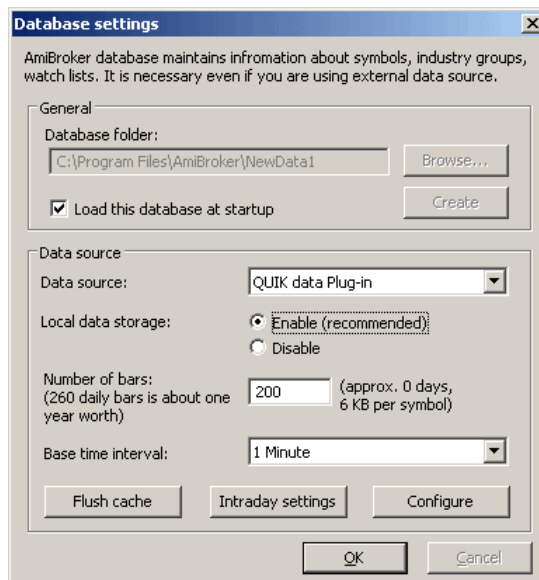 Database settings
AmiBroker database maintains infromation about symbols, industry groups,
watch lists. It is necessary even if you are using external data source.
General
Database folder:
C:\Program Files\AmiBroker\NewData1
Browse...
Load this database at startup
Create
Data source
Data source:
QUIK data Plug-in
Local data storage:
Enable (recommended)
Disable
Number of bars:
(260 daily bars is about one
year worth)
200
(approx. 0 days,
6 KB per symbol)
Base time interval:
1 Minute
Flush cache
Intraday settings
Configure
OK
Cancel